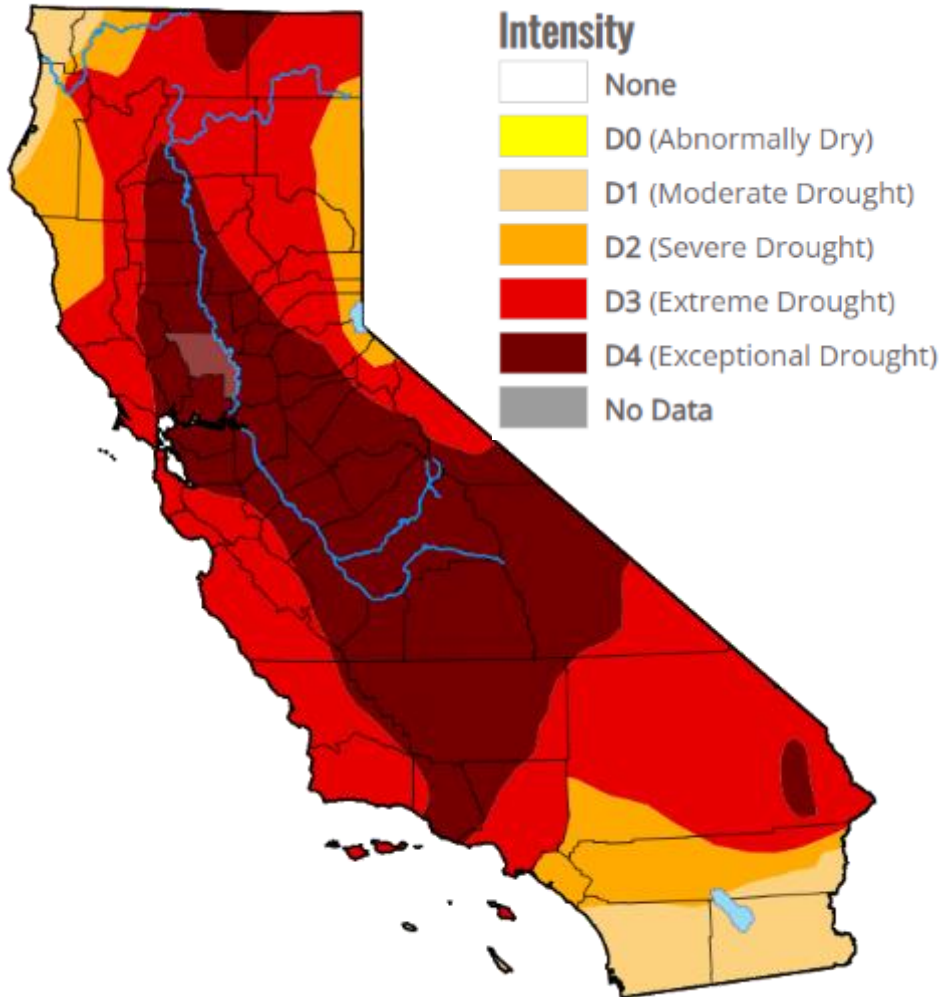 Intensity
None
D0 (Abnormally Dry)
D1 (Moderate Drought)
D2 (Severe Drought)
D3 (Extreme Drought)
D4 (Exceptional Drought)
No Data